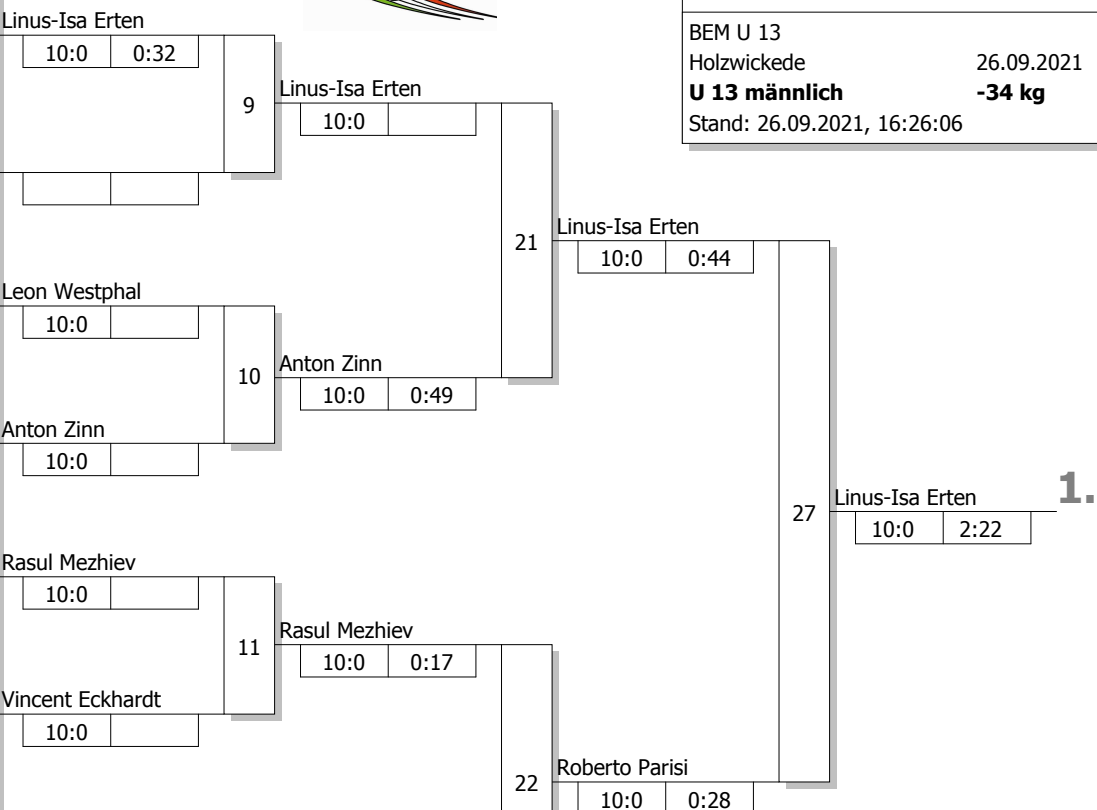 Linus-Isa Erten
10:0 0:32
9
Linus-Isa Erten
10:0
BEM U 13
Holzwickede 26.09.2021
U 13 männlich -34 kg
Stand: 26.09.2021, 16:26:06
21
Linus-Isa Erten
10:0 0:44
Leon Westphal
10:0
10
Anton Zinn
10:0 0:49
Anton Zinn
10:0
27
Linus-Isa Erten
10:0 2:22
1.
Rasul Mezhiev
10:0
11
Rasul Mezhiev
10:0 0:17
Vincent Eckhardt
10:0
22
Roberto Parisi
10:0 0:28